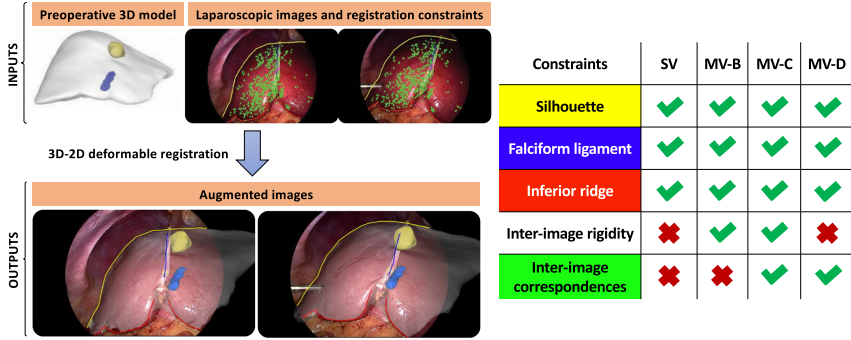 INPUTS
Preoperative 3D model
Laparoscopic images and registration constraints
3D-2D deformable registration
OUTPUTS
Augmented images
Constraints SV MV-B MV-C MV-D
Silhouette
Falciform ligament
Inferior ridge
Inter-image rigidity
Inter-image
correspondences